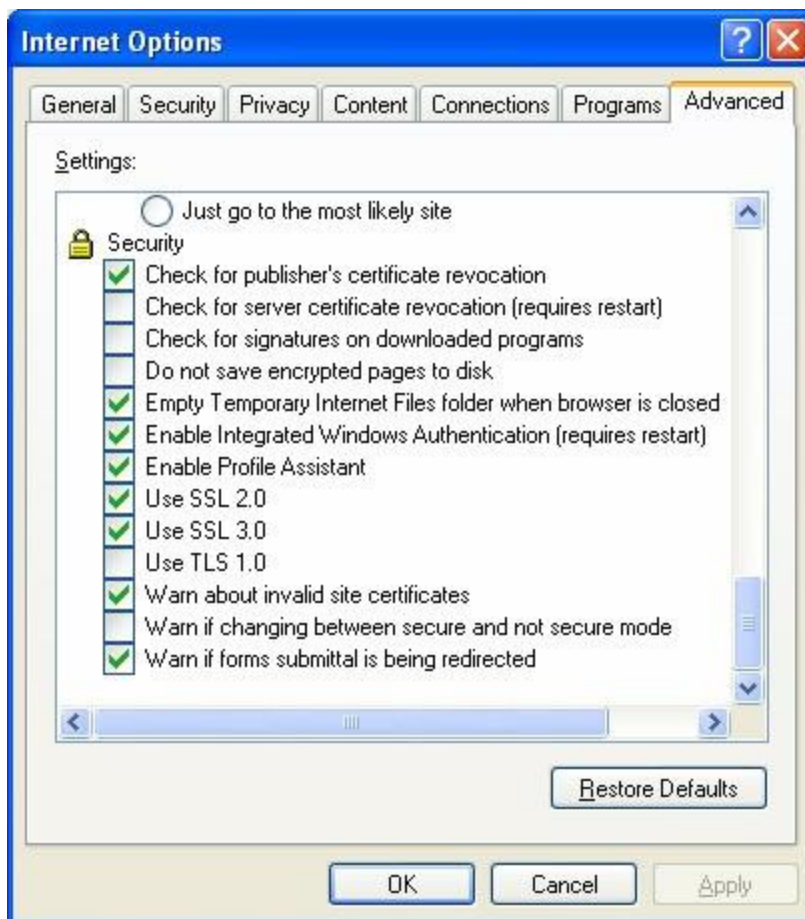 Internet Options
General Security Privacy Content Connections Programs Advanced
Settings:
Just go to the most likely site
Security
Check for publisher's certificate revocation
Check for server certificate revocation (requires restart)
Check for signatures on downloaded programs
Do not save encrypted pages to disk
Empty Temporary Internet Files folder when browser is closed
Enable Integrated Windows Authentication (requires restart)
Enable Profile Assistant
Use SSL 2.0
Use SSL 3.0
Use TLS 1.0
Warn about invalid site certificates
Warn if changing between secure and not secure mode
Warn if forms submittal is being redirected
Restore Defaults
OK Cancel Apply